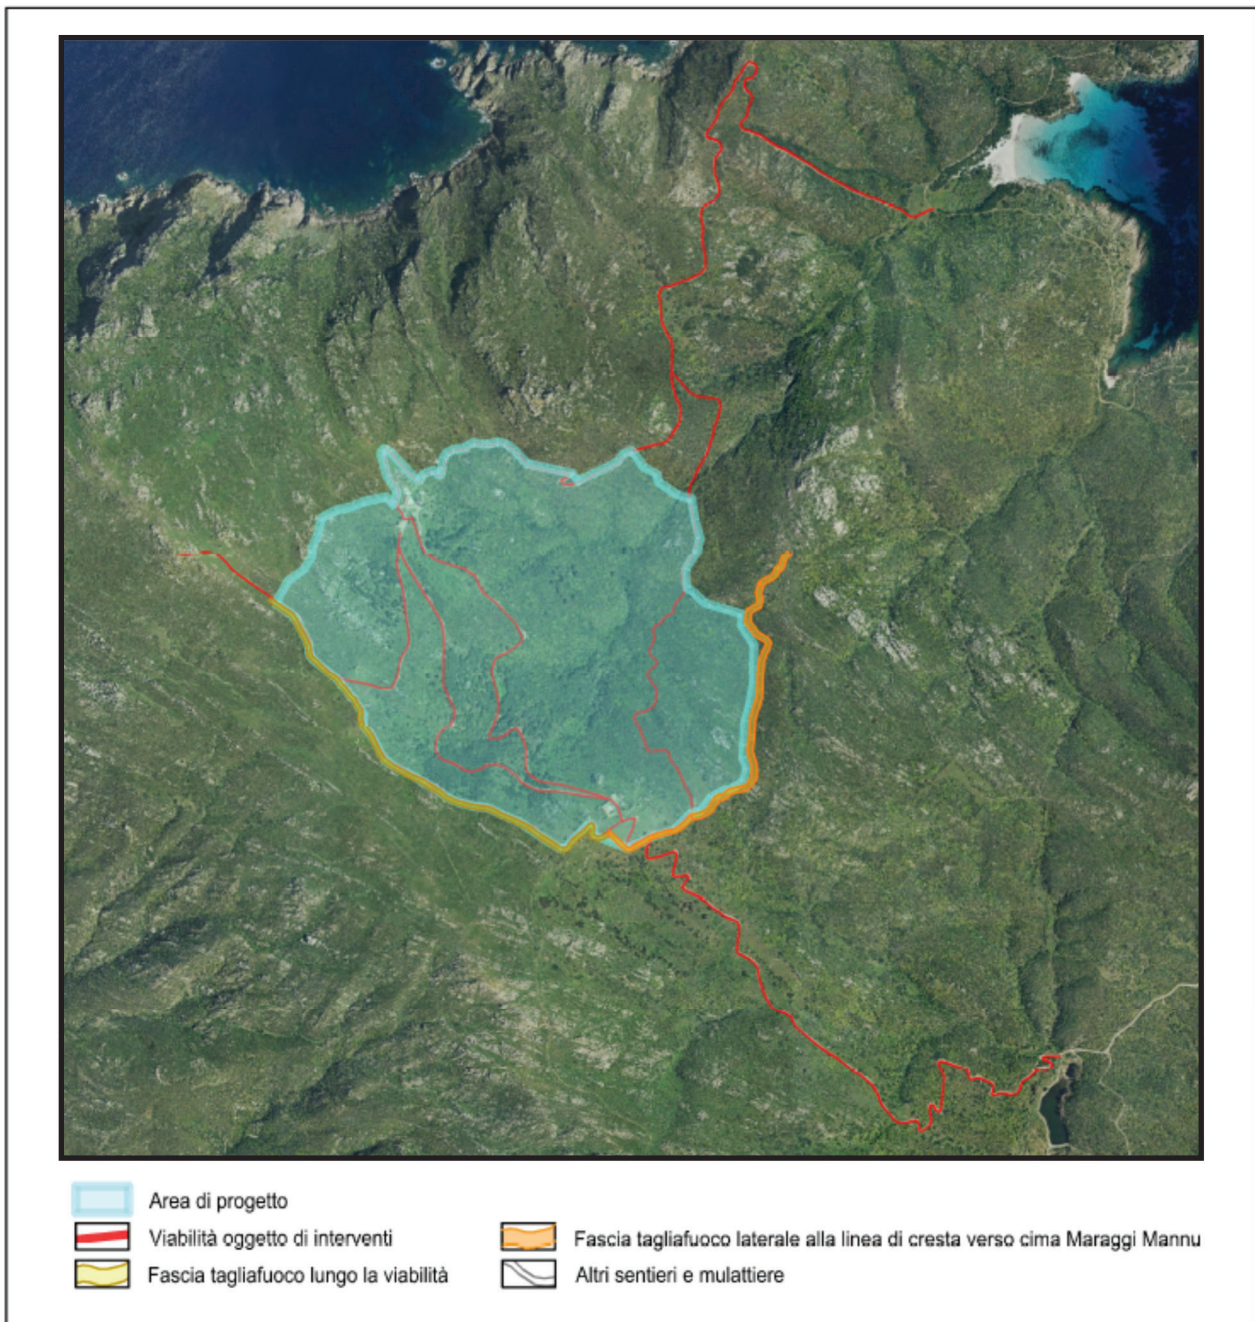 Area di progetto
Viabilità oggetto di interventi
Fascia tagliafuoco lungo la viabilità
Fascia tagliafuoco laterale alla linea di cresta verso cima Maraggi Mannu
Altri sentieri e mulattiere